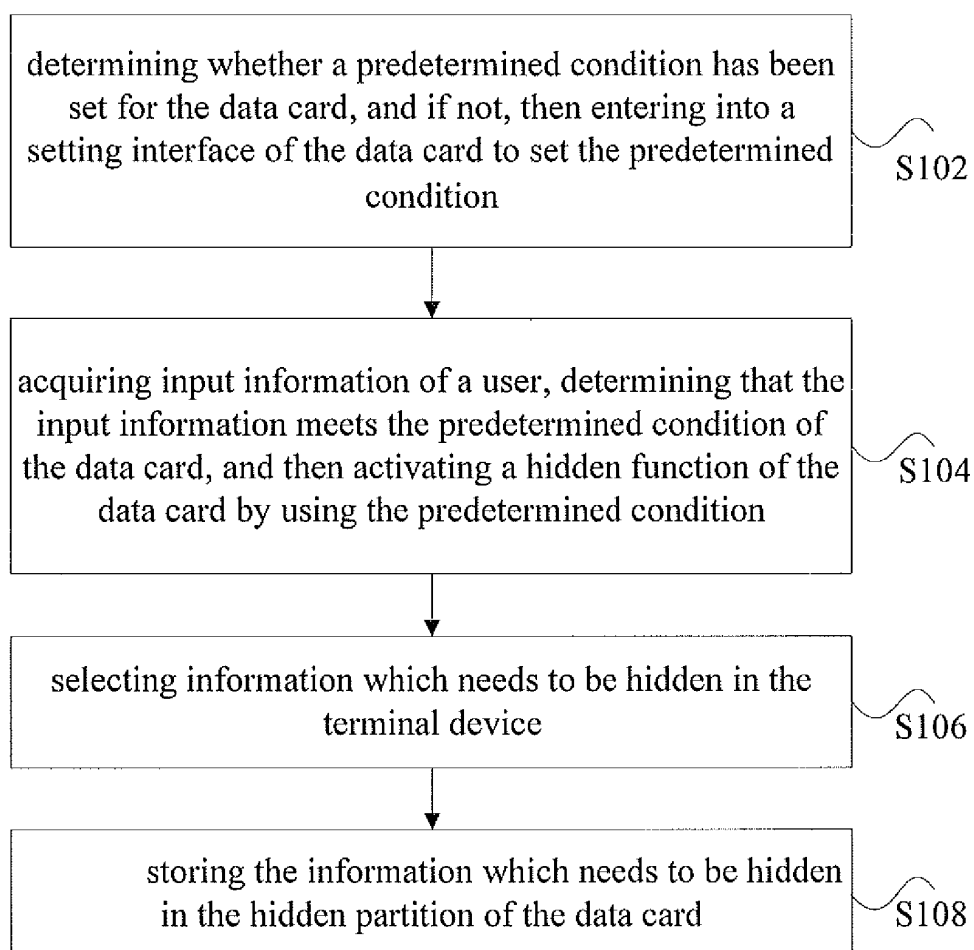 determining whether a predetermined condition has been
set for the data card, and if not, then entering into a
setting interface of the data card to set the predetermined
condition
S102
acquiring input information of a user, determining that the
input information meets the predetermined condition of
the data card, and then activating a hidden function of the
data card by using the predetermined condition
S104
selecting information which needs to be hidden in the
terminal device
S106
storing the information which needs to be hidden
in the hidden partition of the data card
S108